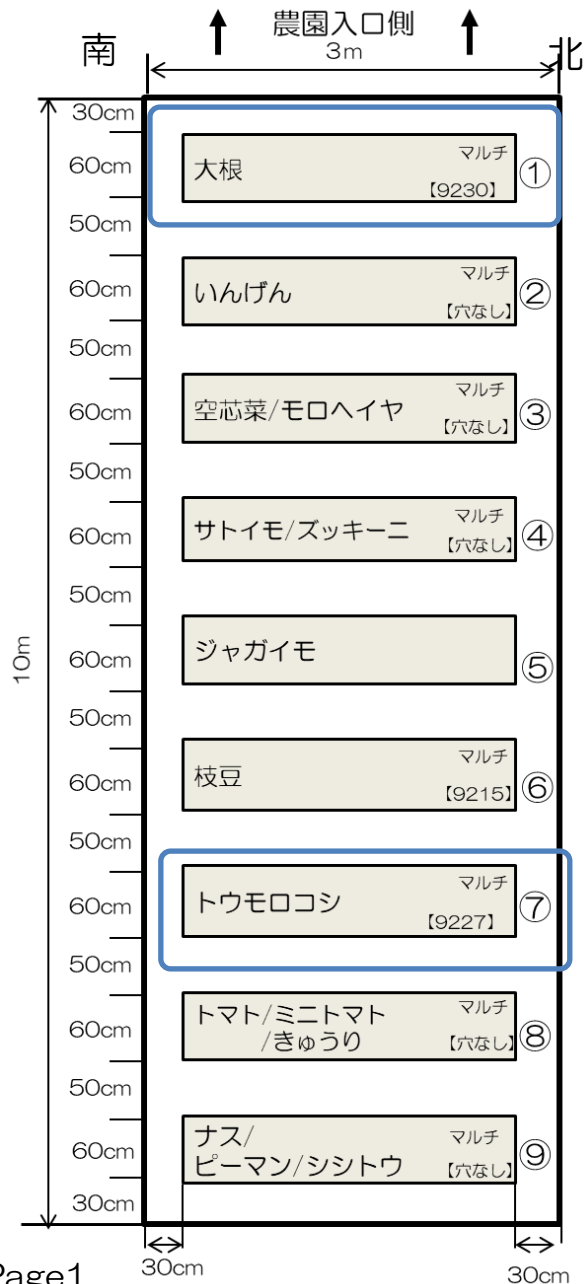 農園入口側
南
北
3m
30cm
60cm
大根
マルチ
【9230】
①
50cm
60cm
いんげん
マルチ
【穴なし】
②
50cm
60cm
空芯菜/モロヘイヤ
マルチ
【穴なし】
③
50cm
60cm
サトイモ/ズッキーニ
マルチ
【穴なし】
④
50cm
10m
60cm
ジャガイモ
⑤
50cm
60cm
枝豆
マルチ
【9215】
⑥
50cm
60cm
トウモロコシ
マルチ
【9227】
⑦
50cm
60cm
トマト/ミニトマト
/きゅうり
マルチ
【穴なし】
⑧
50cm
60cm
ナス/
ピーマン/シシトウ
マルチ
【穴なし】
⑨
30cm
30cm
30cm
Page1